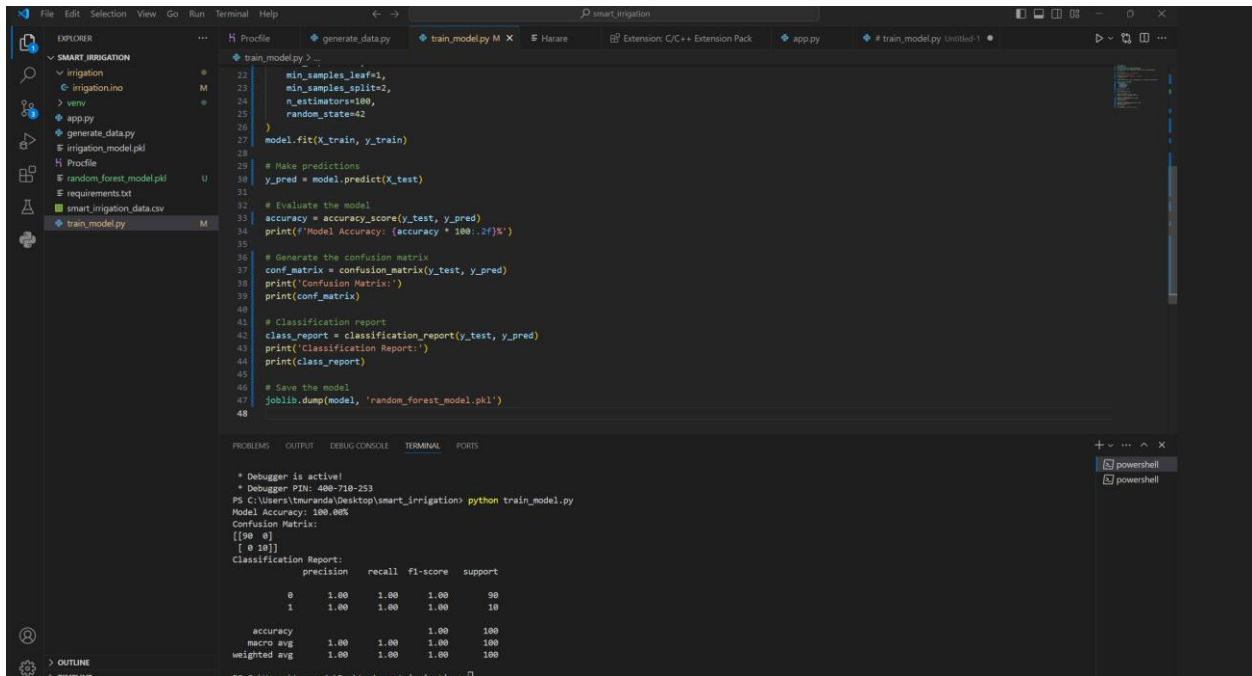 File Edit Selection View Go Run Terminal Help
smart_irrigation
EXPLORER
Procfile generate_data.py train_model.py M Harare Extension: C/C++ Extension Pack app.py # train_model.py Untitled-1
SMART_IRRIGATION
irrigation
irrigation.ino M
venv
app.py
generate_data.py
irrigation_model.pkl
Procfile
random_forest_model.pkl U
requirements.txt
smart_irrigation_data.csv
train_model.py M
OUTLINE
train_model.py > ...
22 min_samples_leaf=1,
23 min_samples_split=2,
24 n_estimators=100,
25 random_state=42
26 )
27 model.fit(X_train, y_train)
28
29 # Make predictions
30 y_pred = model.predict(X_test)
31
32 # Evaluate the model
33 accuracy = accuracy_score(y_test, y_pred)
34 print(f'Model Accuracy: {accuracy * 100:.2f}%')
35
36 # Generate the confusion matrix
37 conf_matrix = confusion_matrix(y_test, y_pred)
38 print('Confusion Matrix:')
39 print(conf_matrix)
40
41 # Classification report
42 class_report = classification_report(y_test, y_pred)
43 print('Classification Report:')
44 print(class_report)
45
46 # Save the model
47 joblib.dump(model, 'random_forest_model.pkl')
48
PROBLEMS OUTPUT DEBUG CONSOLE TERMINAL PORTS
powershell
powershell
* Debugger is active!
* Debugger PIN: 400-710-253
PS C:\Users\tmuranda\Desktop\smart_irrigation> python train_model.py
Model Accuracy: 100.00%
Confusion Matrix:
[[90 0]
[ 0 10]]
Classification Report:
precision recall f1-score support
0 1.00 1.00 1.00 90
1 1.00 1.00 1.00 10
accuracy 1.00 100
macro avg 1.00 1.00 1.00 100
weighted avg 1.00 1.00 1.00 100